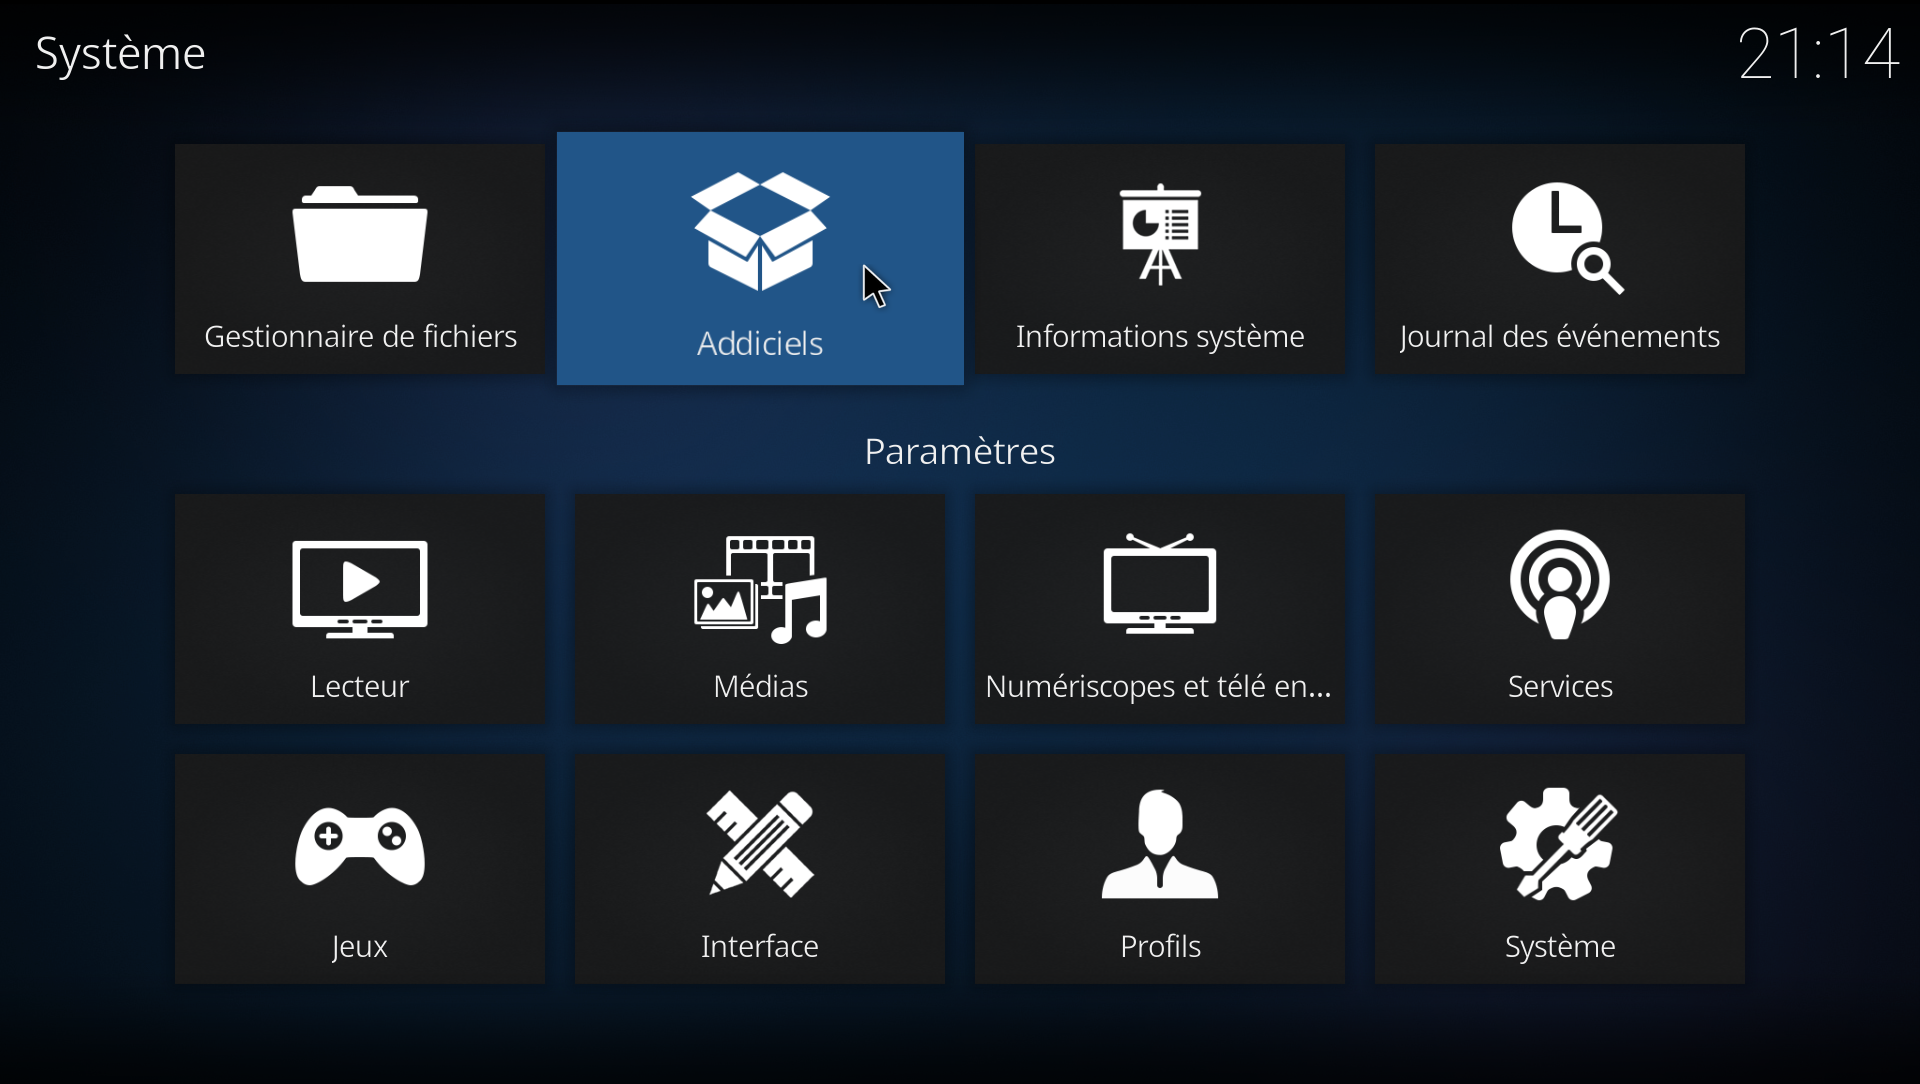 Système
21:14
Gestionnaire de fichiers
Addiciels
Informations système
Journal des événements
Paramètres
Lecteur
Médias
Numériscopes et télé en...
Services
Jeux
Interface
Profils
Système